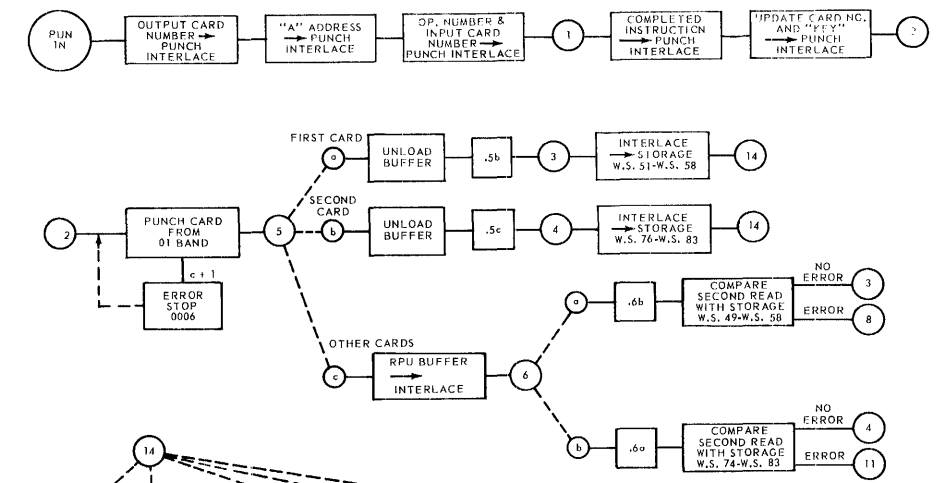 PUN
IN
OUTPUT CARD
NUMBER →
PUNCH
INTERLACE
"A" ADDRESS
→ PUNCH
INTERLACE
OP. NUMBER &
INPUT CARD
NUMBER →
PUNCH INTERLACE
1
COMPLETED
INSTRUCTION
→ PUNCH
INTERLACE
UPDATE CARD NO.
AND "KEY"
→ PUNCH
INTERLACE
2
2
PUNCH CARD
FROM
01 BAND
c + 1
ERROR
STOP
0006
5
FIRST CARD
a
UNLOAD
BUFFER
.5b
3
INTERLACE
→ STORAGE
W.S. 51-W.S. 58
14
SECOND
CARD
b
UNLOAD
BUFFER
.5c
4
INTERLACE
→ STORAGE
W.S. 76-W.S. 83
14
OTHER CARDS
c
RPU BUFFER
→
INTERLACE
6
a
.6b
COMPARE
SECOND READ
WITH STORAGE
W.S. 49-W.S. 58
NO
ERROR
3
ERROR
8
b
.6a
COMPARE
SECOND READ
WITH STORAGE
W.S. 74-W.S. 83
NO
ERROR
4
ERROR
11
14